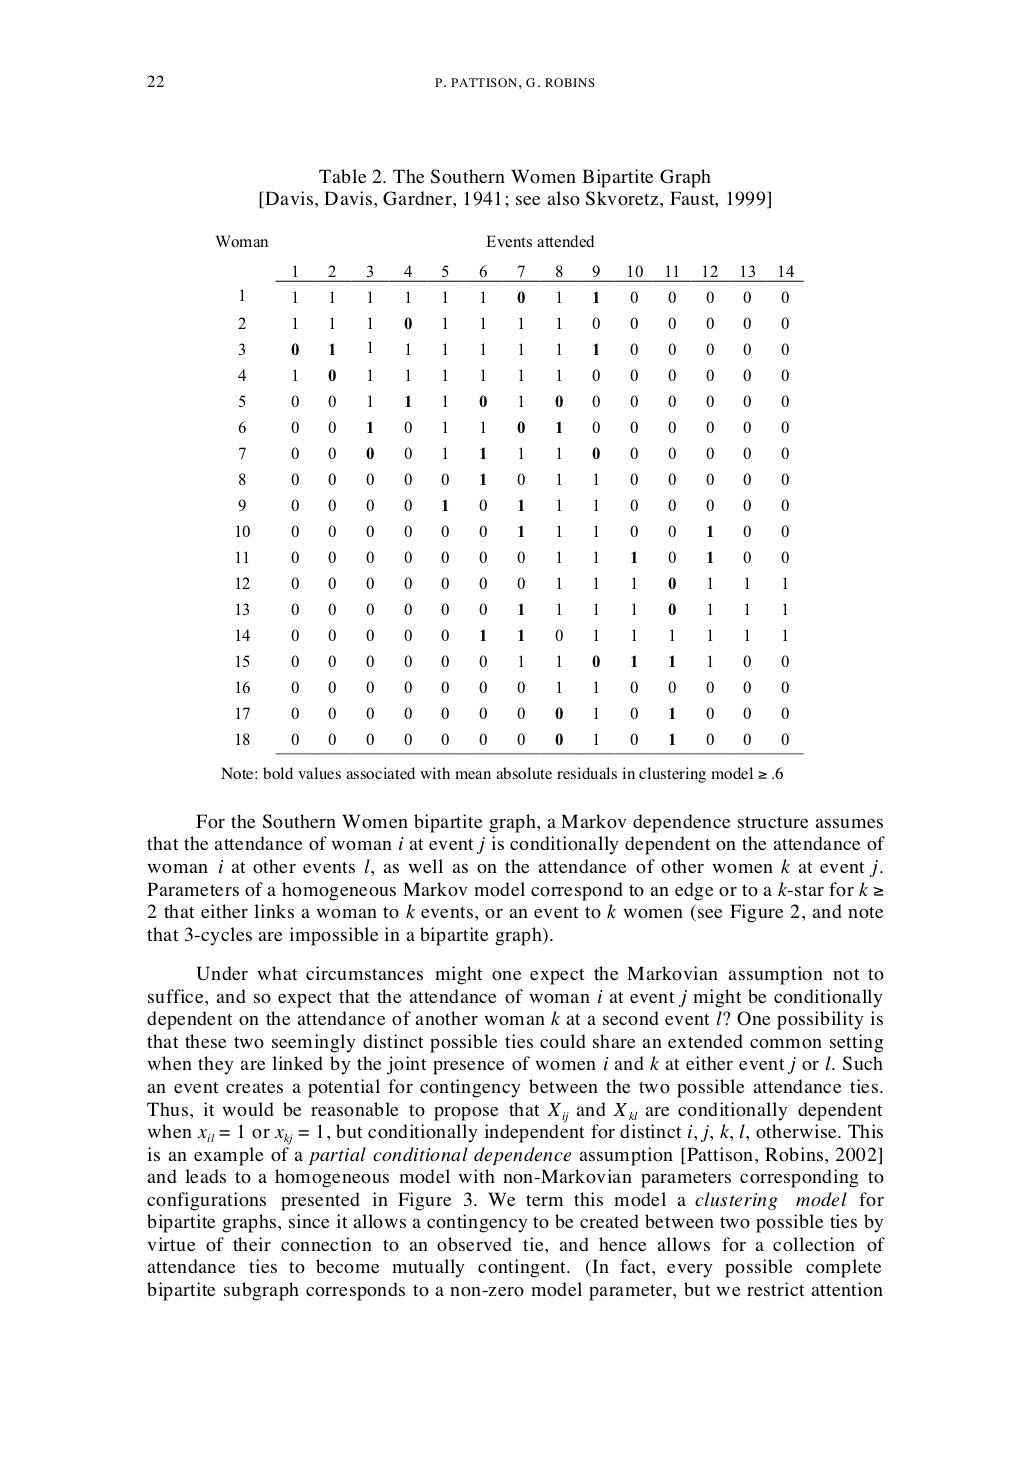 22
P. PATTISON, G. ROBINS
Table 2. The Southern Women Bipartite Graph
[Davis, Davis, Gardner, 1941; see also Skvoretz, Faust, 1999]
Woman Events attended
1 2 3 4 5 6 7 8 9 10 11 12 13 14
1 1 1 1 1 1 1 0 1 1 0 0 0 0 0
2 1 1 1 0 1 1 1 1 0 0 0 0 0 0
3 0 1 1 1 1 1 1 1 1 0 0 0 0 0
4 1 0 1 1 1 1 1 1 0 0 0 0 0 0
5 0 0 1 1 1 0 1 0 0 0 0 0 0 0
6 0 0 1 0 1 1 0 1 0 0 0 0 0 0
7 0 0 0 0 1 1 1 1 0 0 0 0 0 0
8 0 0 0 0 0 1 0 1 1 0 0 0 0 0
9 0 0 0 0 1 0 1 1 1 0 0 0 0 0
10 0 0 0 0 0 0 1 1 1 0 0 1 0 0
11 0 0 0 0 0 0 0 1 1 1 0 1 0 0
12 0 0 0 0 0 0 0 1 1 1 0 1 1 1
13 0 0 0 0 0 0 1 1 1 1 0 1 1 1
14 0 0 0 0 0 1 1 0 1 1 1 1 1 1
15 0 0 0 0 0 0 1 1 0 1 1 1 0 0
16 0 0 0 0 0 0 0 1 1 0 0 0 0 0
17 0 0 0 0 0 0 0 0 1 0 1 0 0 0
18 0 0 0 0 0 0 0 0 1 0 1 0 0 0
Note: bold values associated with mean absolute residuals in clustering model ≥ .6
For the Southern Women bipartite graph, a Markov dependence structure assumes
that the attendance of woman i at event j is conditionally dependent on the attendance of
woman i at other events l, as well as on the attendance of other women k at event j.
Parameters of a homogeneous Markov model correspond to an edge or to a k-star for k ≥
2 that either links a woman to k events, or an event to k women (see Figure 2, and note
that 3-cycles are impossible in a bipartite graph).
Under what circumstances might one expect the Markovian assumption not to
suffice, and so expect that the attendance of woman i at event j might be conditionally
dependent on the attendance of another woman k at a second event l? One possibility is
that these two seemingly distinct possible ties could share an extended common setting
when they are linked by the joint presence of women i and k at either event j or l. Such
an event creates a potential for contingency between the two possible attendance ties.
Thus, it would be reasonable to propose that Xij and Xkl are conditionally dependent
when xil = 1 or xkj = 1, but conditionally independent for distinct i, j, k, l, otherwise. This
is an example of a partial conditional dependence assumption [Pattison, Robins, 2002]
and leads to a homogeneous model with non-Markovian parameters corresponding to
configurations presented in Figure 3. We term this model a clustering model for
bipartite graphs, since it allows a contingency to be created between two possible ties by
virtue of their connection to an observed tie, and hence allows for a collection of
attendance ties to become mutually contingent. (In fact, every possible complete
bipartite subgraph corresponds to a non-zero model parameter, but we restrict attention